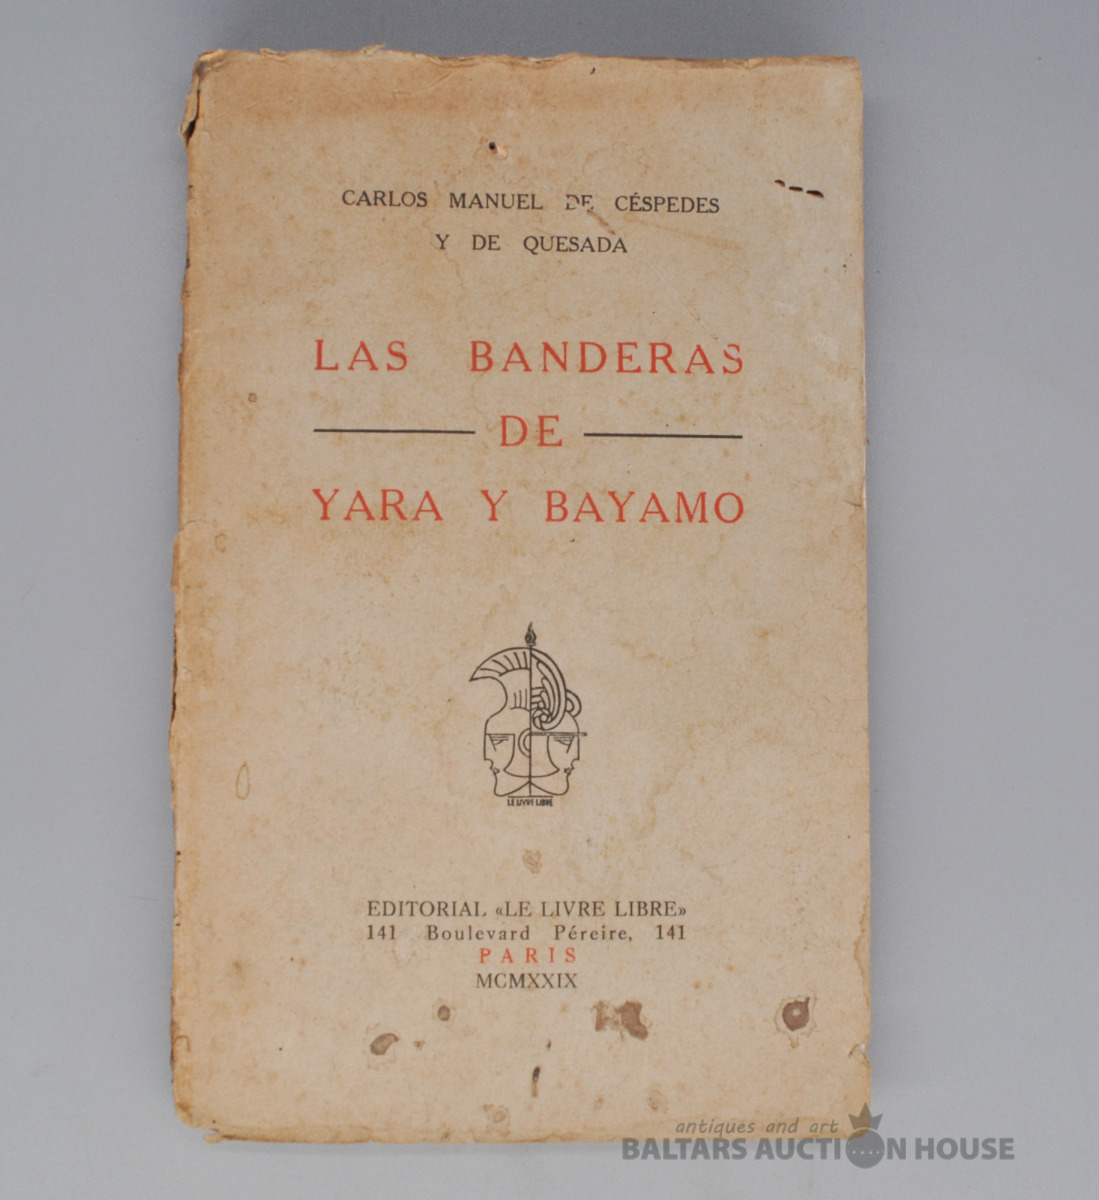 CARLOS MANUEL DE CÉSPEDES
Y DE QUESADA
LAS BANDERAS
DE
YARA Y BAYAMO
LE LIVRE LIBRE
EDITORIAL «LE LIVRE LIBRE»
141 Boulevard Péreire, 141
PARIS
MCMXXIX
antiques and art
BALTARS AUCTION HOUSE